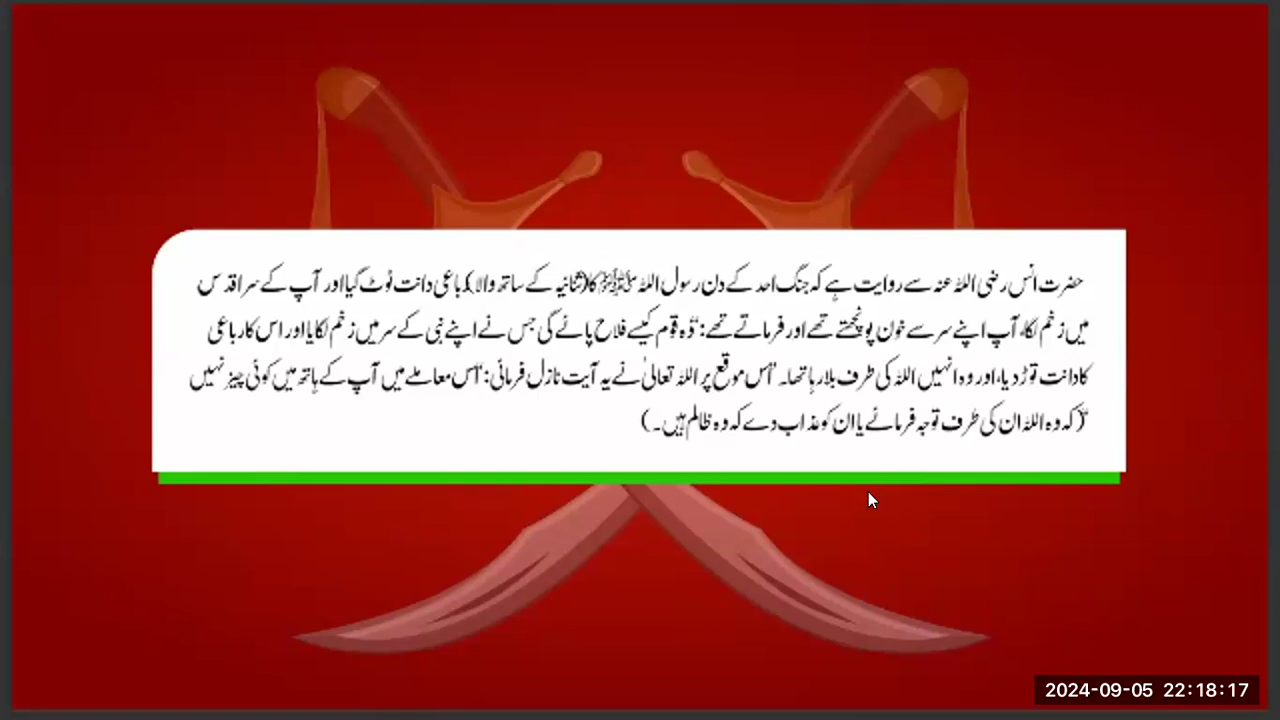 حضرت انس رضی اللہ عنہ سے روایت ہے کہ جنگ احد کے دن رسول اللہ ﷺ کا (ثنانیہ کے ساتھ والا) رباعی دانت ٹوٹ گیا اور آپ کے سر اقدس
میں زخم لگا، آپ اپنے سر سے خون پونچھتے تھے اور فرماتے تھے: "وہ قوم کیسے فلاح پائے گی جس نے اپنے نبی کے سر میں زخم لگایا اور اس کا رباعی
کا دانت توڑ دیا، اور وہ انہیں اللہ کی طرف بلا رہا تھا۔" اس موقع پر اللہ تعالیٰ نے یہ آیت نازل فرمائی: "اس معاملے میں آپ کے ہاتھ میں کوئی چیز نہیں
"( کہ وہ اللہ ان کی طرف توجہ فرمائے یا ان کو عذاب دے کہ وہ ظالم ہیں۔)
2024-09-05 22:18:17